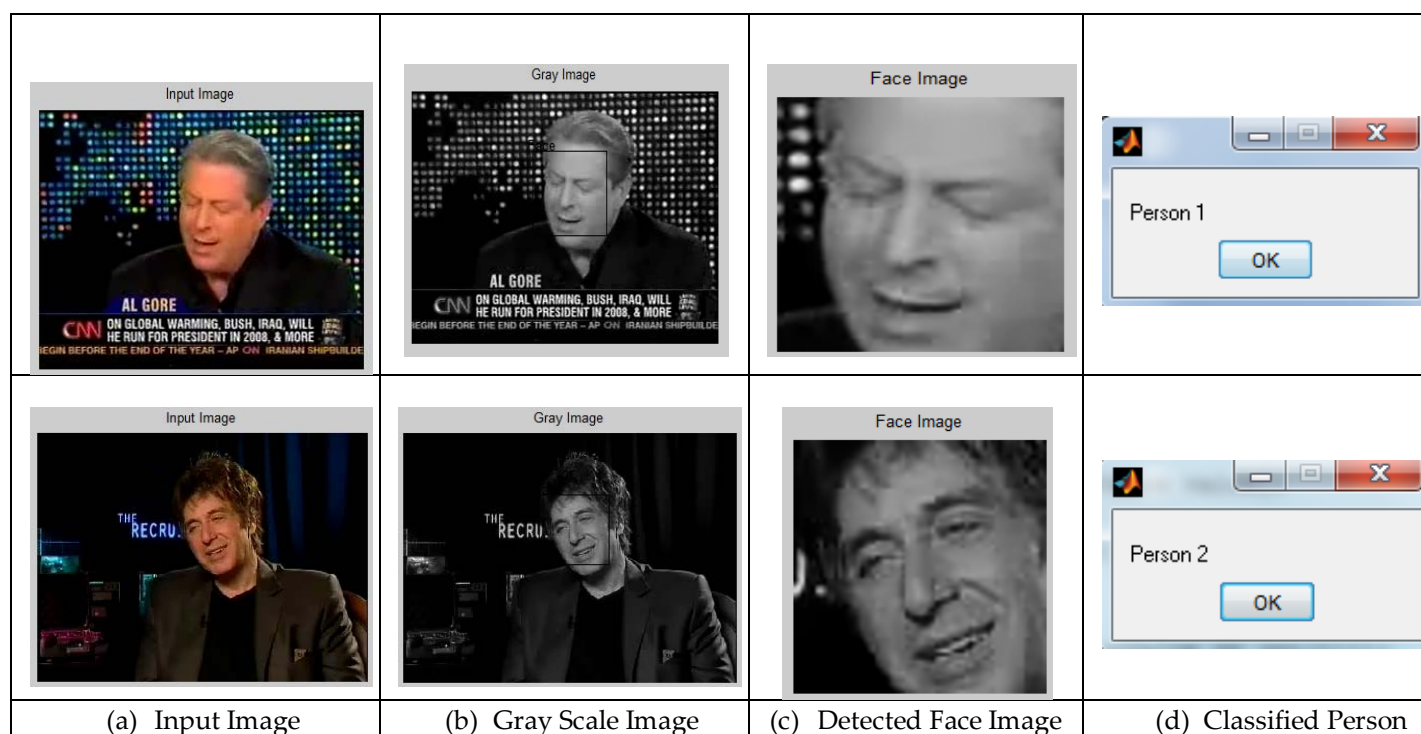 Input Image
AL GORE
CNN
ON GLOBAL WARMING, BUSH, IRAQ, WILL
HE RUN FOR PRESIDENT IN 2008, & MORE
EGIN BEFORE THE END OF THE YEAR – AP CNN IRANIAN SHIPBUILDE
Gray Image
Face
AL GORE
CNN
ON GLOBAL WARMING, BUSH, IRAQ, WILL
HE RUN FOR PRESIDENT IN 2008, & MORE
EGIN BEFORE THE END OF THE YEAR – AP CNN IRANIAN SHIPBUILDE
Face Image
Person 1
OK
Input Image
THE
RECRU
Gray Image
THE
RECRU
Face Image
U.
Person 2
OK
(a) Input Image
(b) Gray Scale Image
(c) Detected Face Image
(d) Classified Person